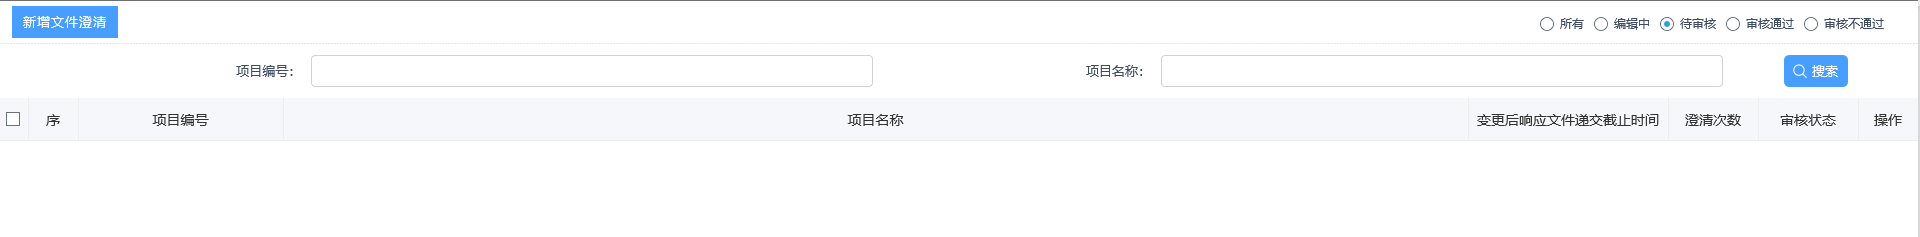 新增文件澄清
所有 编辑中 待审核 审核通过 审核不通过
项目编号： 项目名称： 搜索
序 项目编号 项目名称 变更后响应文件递交截止时间 澄清次数 审核状态 操作